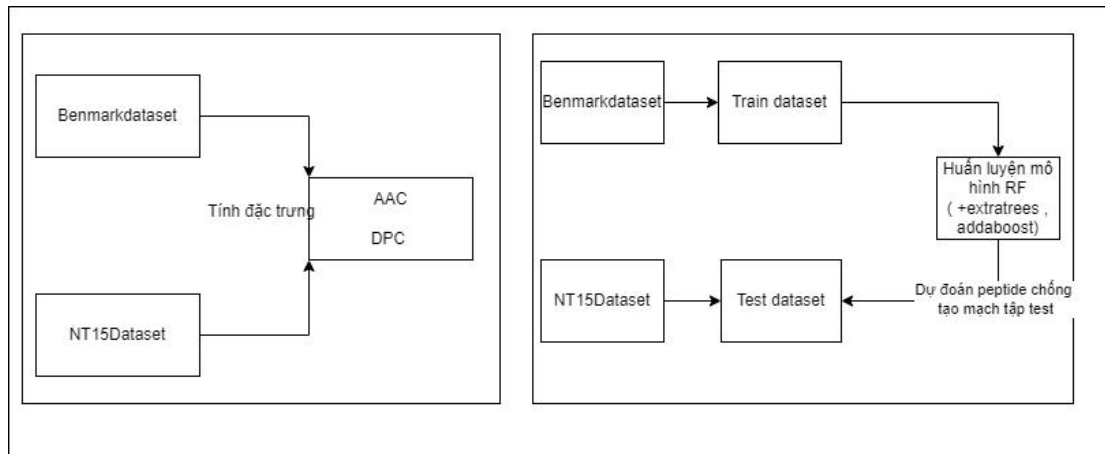 Benmarkdataset
Tính đặc trưng
AAC
DPC
NT15Dataset
Benmarkdataset
Train dataset
Huấn luyện mô
hình RF
( +extratrees ,
addaboost)
NT15Dataset
Test dataset
Dự đoán peptide chống
tạo mạch tập test